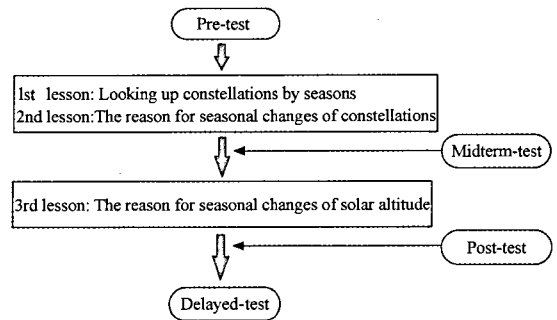 Pre-test
1st lesson: Looking up constellations by seasons
2nd lesson:The reason for seasonal changes of constellations
Midterm-test
3rd lesson: The reason for seasonal changes of solar altitude
Post-test
Delayed-test